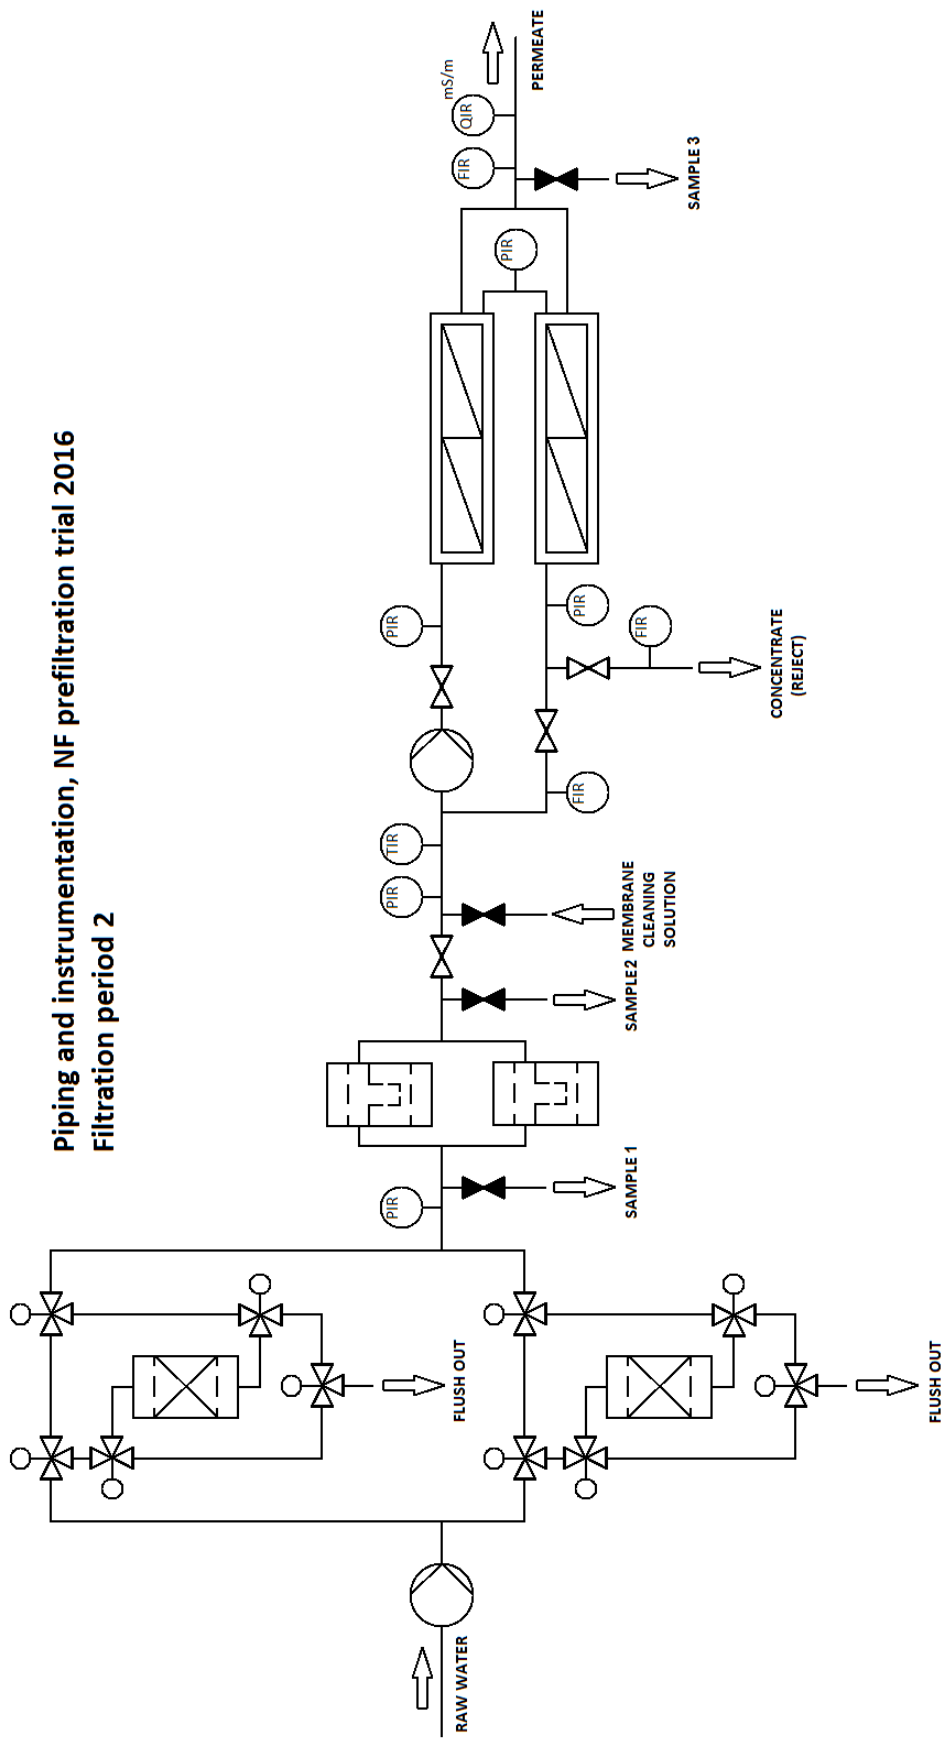 Piping and instrumentation, NF prefiltration trial 2016
Filtration period 2
RAW WATER
FLUSH OUT
FLUSH OUT
PIR
SAMPLE 1
SAMPLE2
MEMBRANE
CLEANING
SOLUTION
PIR
TIR
FIR
PIR
PIR
FIR
CONCENTRATE
(REJECT)
PIR
FIR
QIR
mS/m
SAMPLE 3
PERMEATE